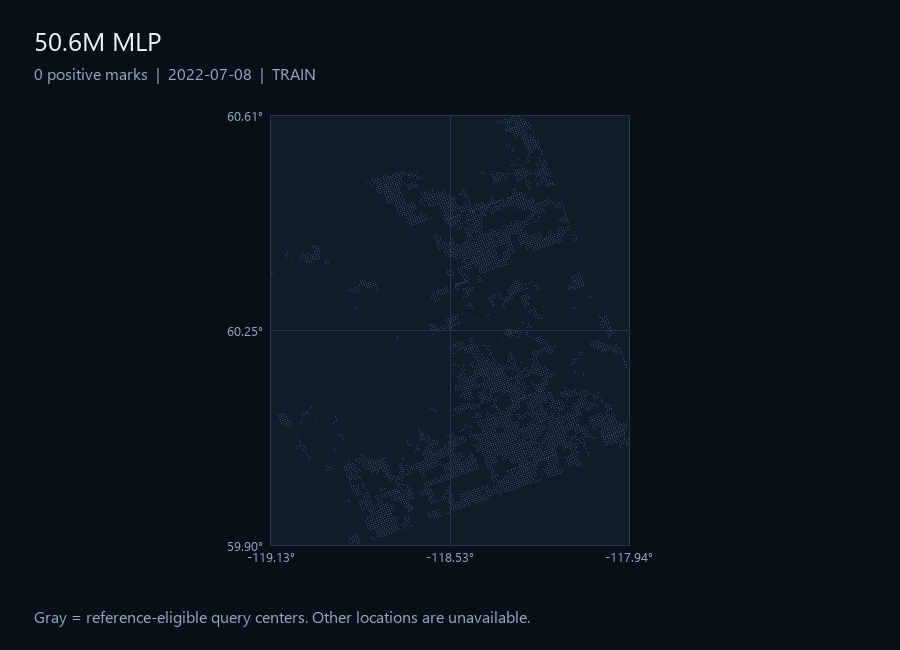 50.6M MLP
0 positive marks | 2022-07-08 | TRAIN
60.61°
60.25°
59.90°
-119.13° -118.53° -117.94°
Gray = reference-eligible query centers. Other locations are unavailable.